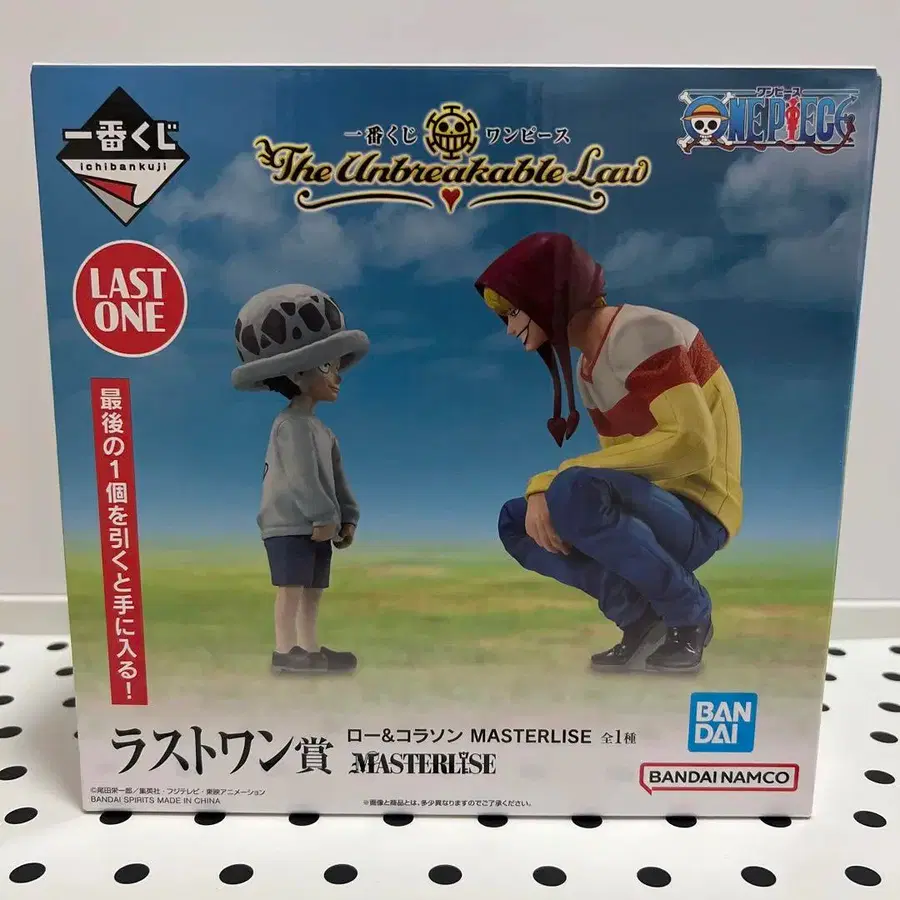 一番くじ
ichibankuji
一番くじ ワンピース
The Unbreakable Law
ワンピース
ONE PIECE
LAST
ONE
最後の1個を引くと手に入る!
ラストワン賞
ロー&コラソン MASTERLISE 全1種
MASTERLISE
BAN
DAI
BANDAI NAMCO
©尾田栄一郎/集英社・フジテレビ・東映アニメーション
BANDAI SPIRITS MADE IN CHINA
※画像と商品とは、多少異なりますのでご了承ください。